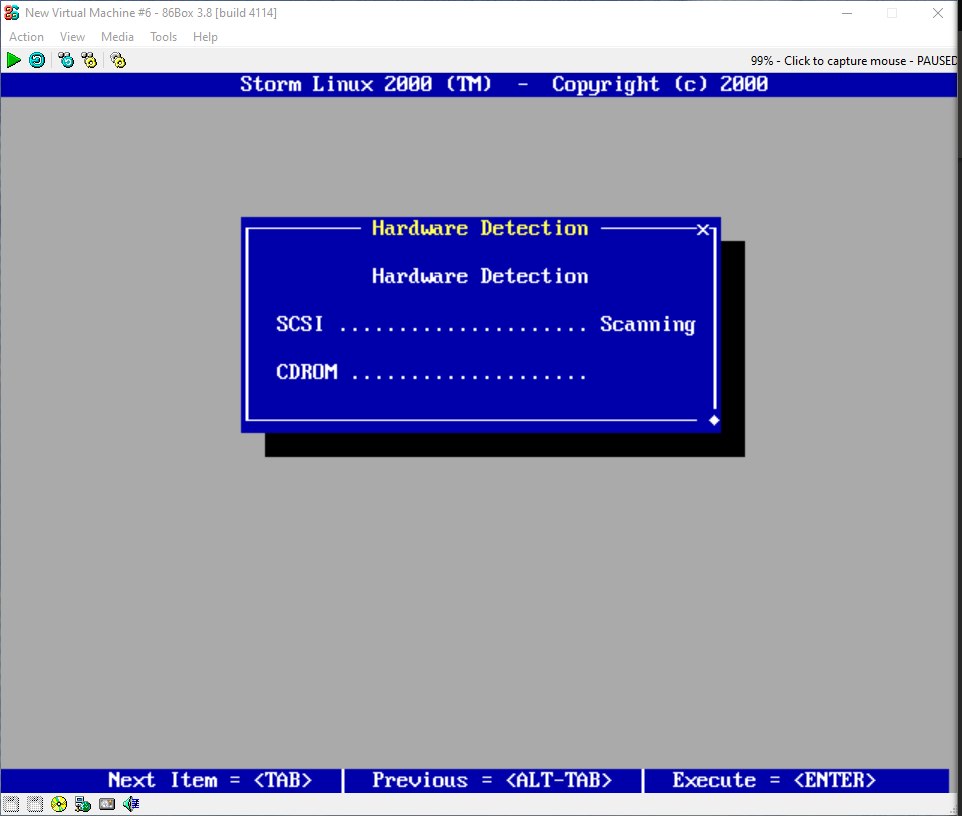 New Virtual Machine #6 - 86Box 3.8 [build 4114]
Action View Media Tools Help
99% - Click to capture mouse - PAUSED
Storm Linux 2000 (TM) - Copyright (c) 2000
Hardware Detection
Hardware Detection
SCSI ..................... Scanning
CDROM ....................
Next Item = <TAB> | Previous = <ALT-TAB> | Execute = <ENTER>